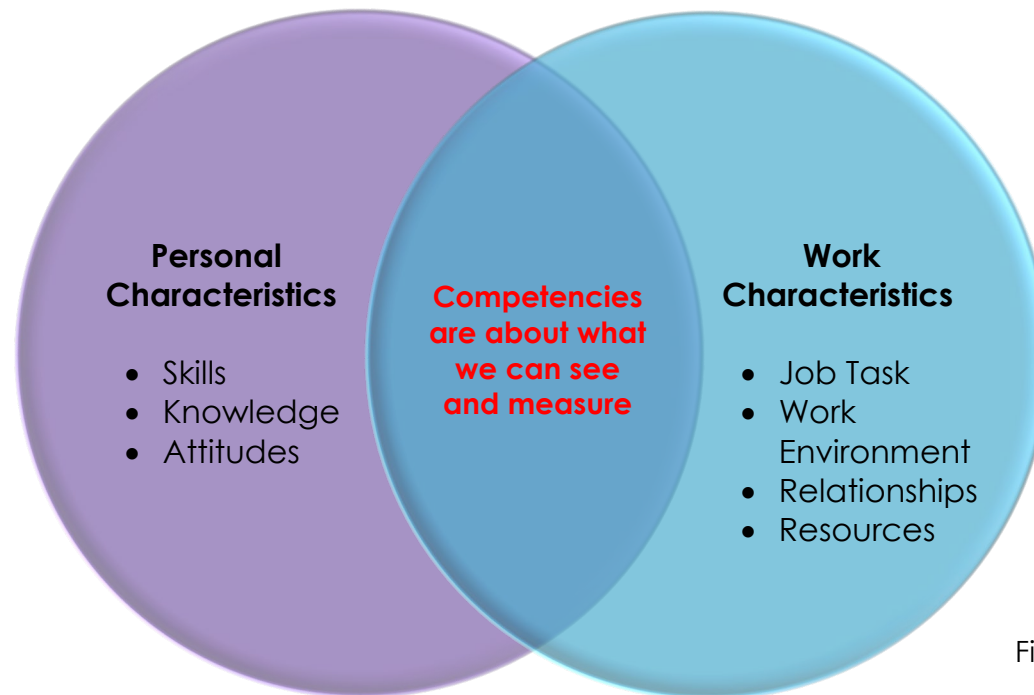 Personal
Characteristics
• Skills
• Knowledge
• Attitudes
Competencies
are about what
we can see
and measure
Work
Characteristics
• Job Task
• Work
Environment
• Relationships
• Resources
Fi